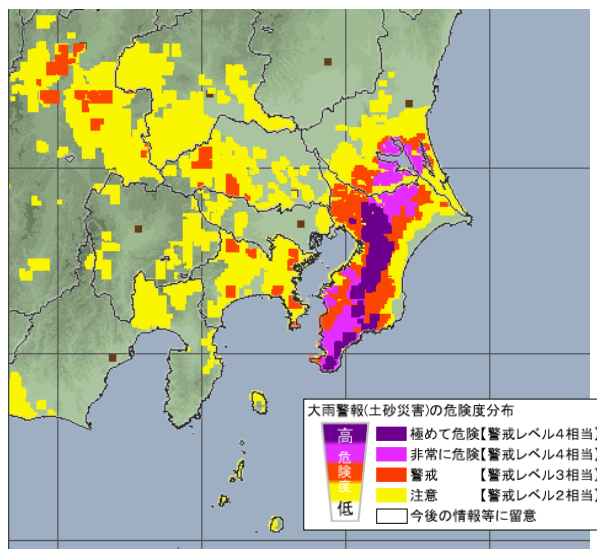 大雨警報(土砂災害)の危険度分布
高
危
険
度
低
極めて危険【警戒レベル4相当】
非常に危険【警戒レベル4相当】
警戒 【警戒レベル3相当】
注意 【警戒レベル2相当】
今後の情報等に留意